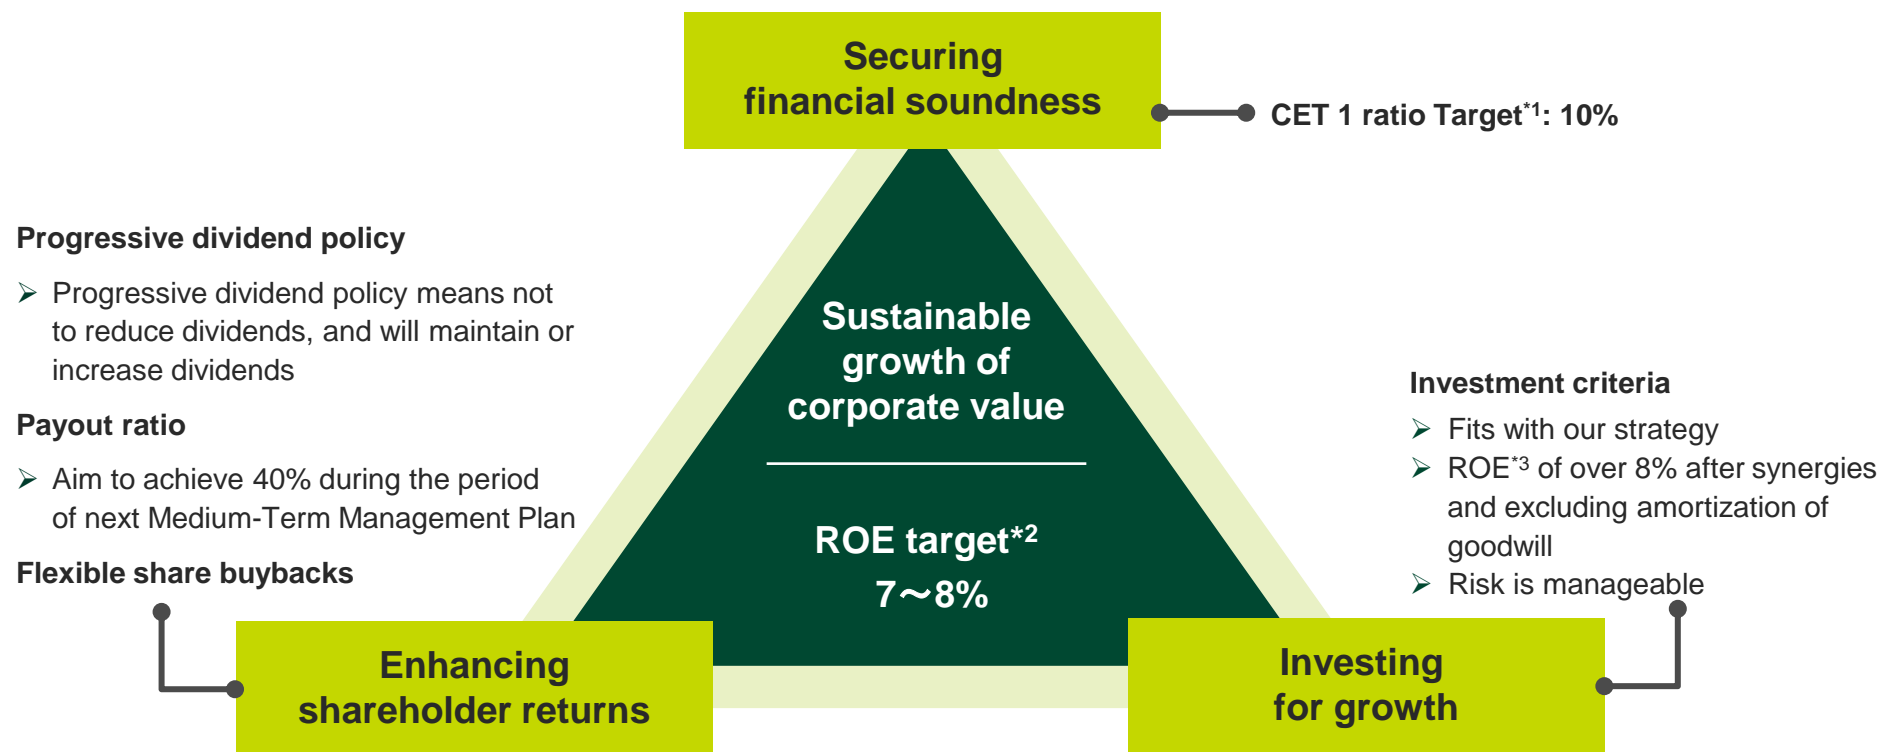 Securing
financial soundness
CET 1 ratio Target*1: 10%
Progressive dividend policy
➢ Progressive dividend policy means not
to reduce dividends, and will maintain or
increase dividends
Payout ratio
➢ Aim to achieve 40% during the period
of next Medium-Term Management Plan
Flexible share buybacks
Sustainable
growth of
corporate value
ROE target*2
7～8%
Investment criteria
➢ Fits with our strategy
➢ ROE*3 of over 8% after synergies
and excluding amortization of
goodwill
➢ Risk is manageable
Enhancing
shareholder returns
Investing
for growth